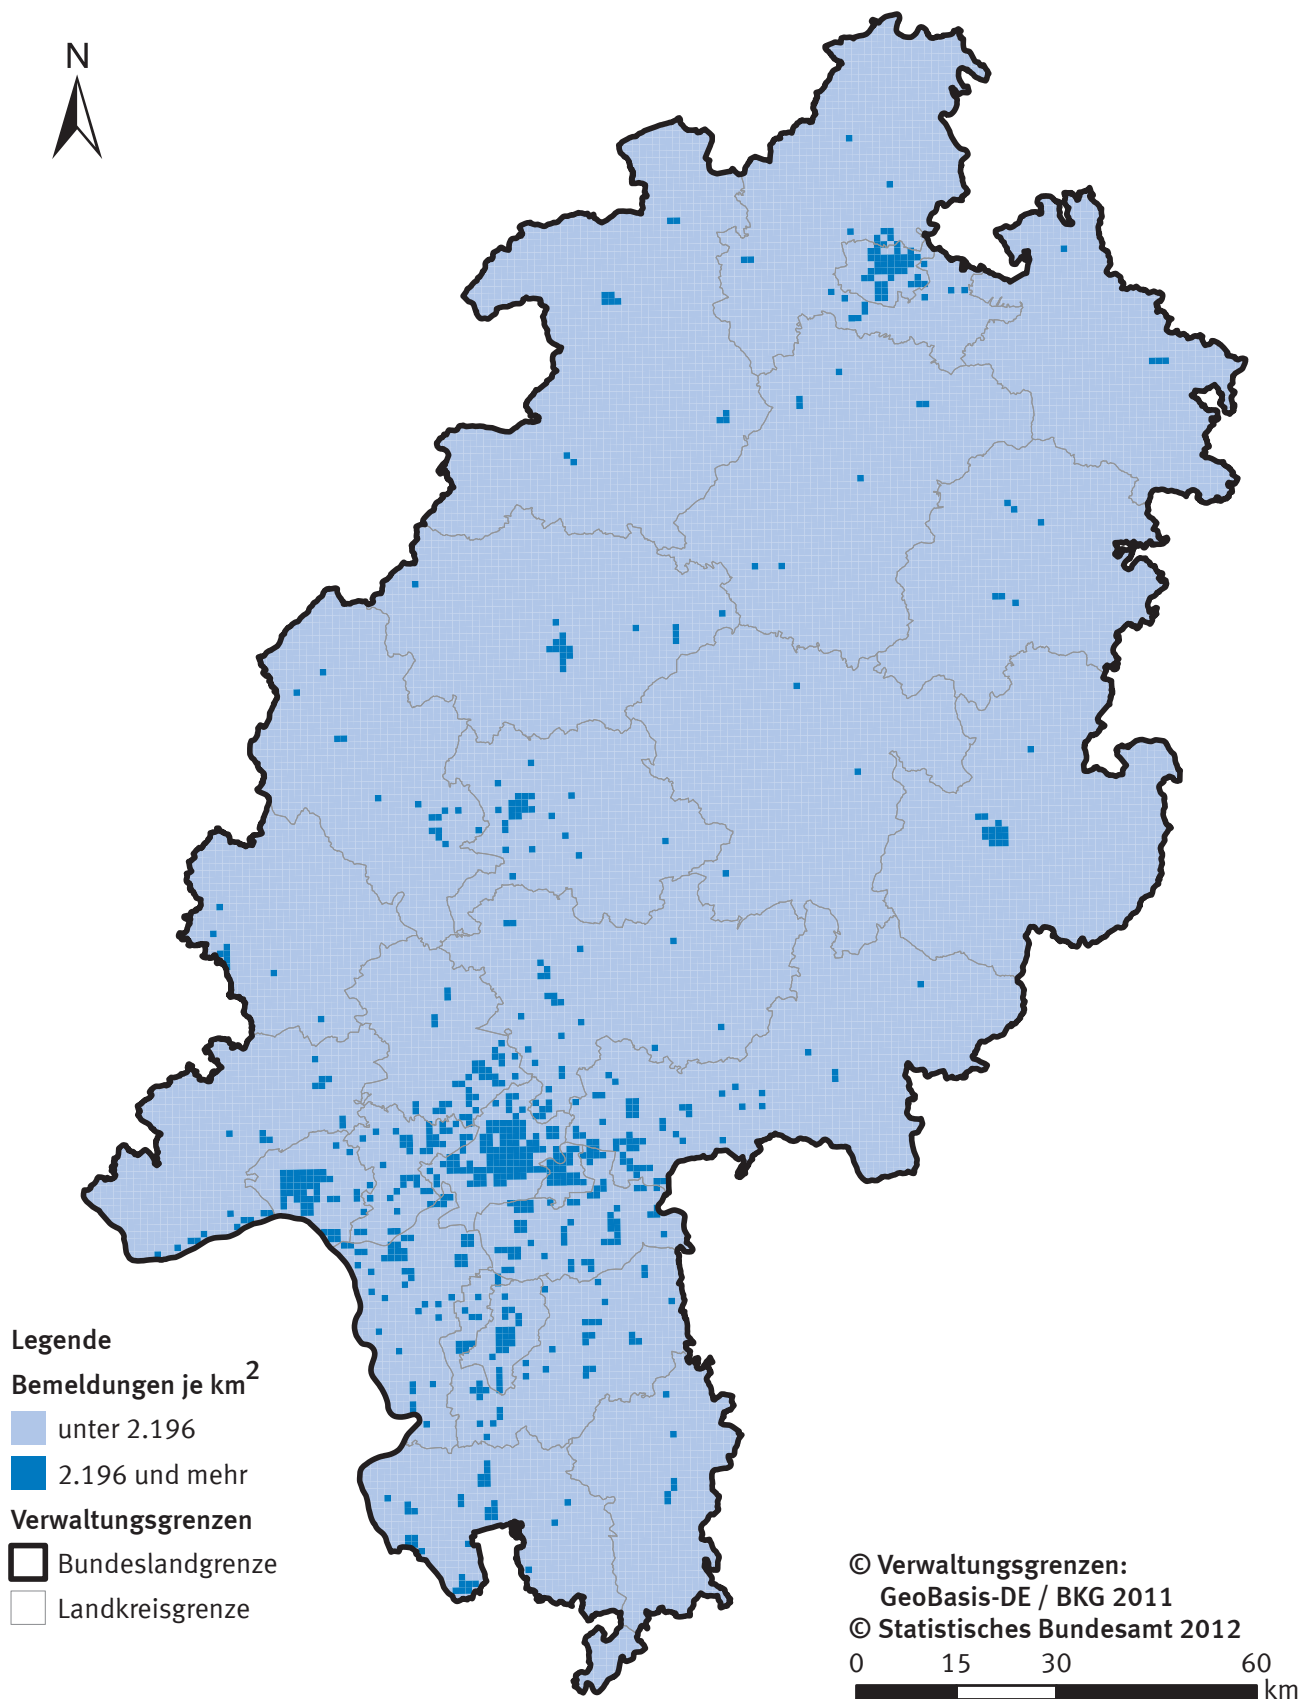 N
Legende
Bemeldungen je km²
unter 2.196
2.196 und mehr
Verwaltungsgrenzen
Bundeslandgrenze
Landkreisgrenze
© Verwaltungsgrenzen:
GeoBasis-DE / BKG 2011
© Statistisches Bundesamt 2012
0 15 30 60
km